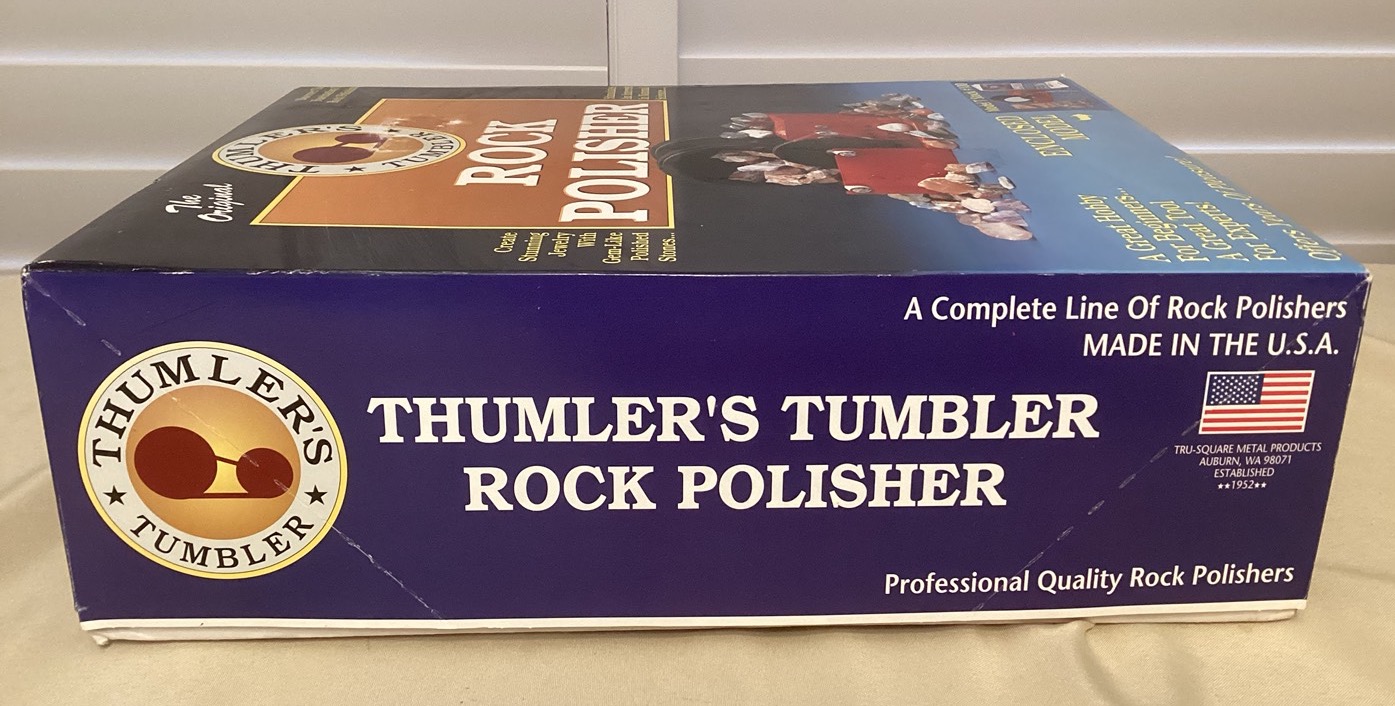 The
Original
THUMLER'S
TUMBLER
ROCK
POLISHER
Create
Stunning
Jewelry
With
Gem-Like
Polished
Stones...
ENCLOSED
MODEL
A Great Hobby
For Beginners...
A Great Tool
For Experts!
A Complete Line Of Rock Polishers
MADE IN THE U.S.A.
THUMLER'S
TUMBLER
THUMLER'S TUMBLER
ROCK POLISHER
TRU-SQUARE METAL PRODUCTS
AUBURN, WA 98071
ESTABLISHED
★★1952★★
Professional Quality Rock Polishers